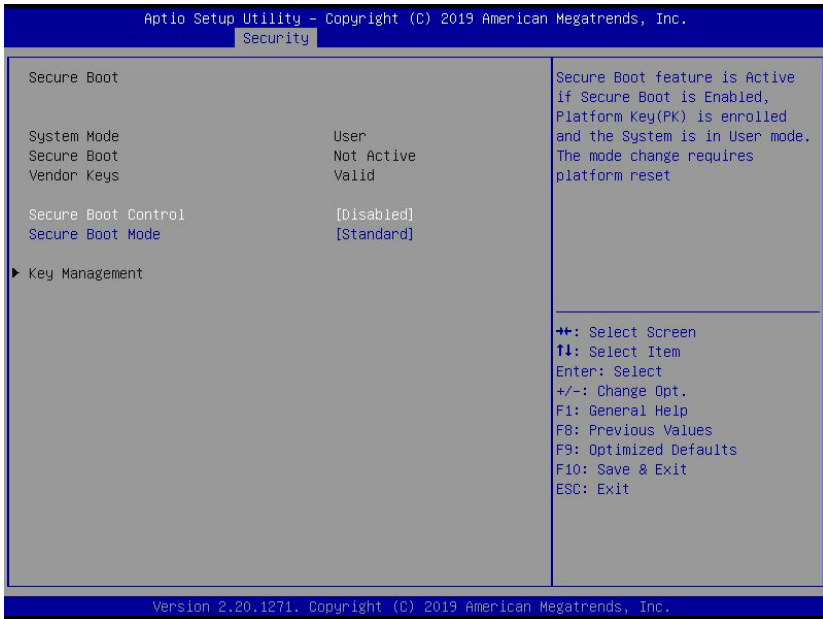 Aptio Setup Utility – Copyright (C) 2019 American Megatrends, Inc.
Security
Secure Boot
System Mode User
Secure Boot Not Active
Vendor Keys Valid
Secure Boot Control [Disabled]
Secure Boot Mode [Standard]
Key Management
Secure Boot feature is Active
if Secure Boot is Enabled,
Platform Key(PK) is enrolled
and the System is in User mode.
The mode change requires
platform reset
→←: Select Screen
↑↓: Select Item
Enter: Select
+/-: Change Opt.
F1: General Help
F8: Previous Values
F9: Optimized Defaults
F10: Save & Exit
ESC: Exit
Version 2.20.1271. Copyright (C) 2019 American Megatrends, Inc.